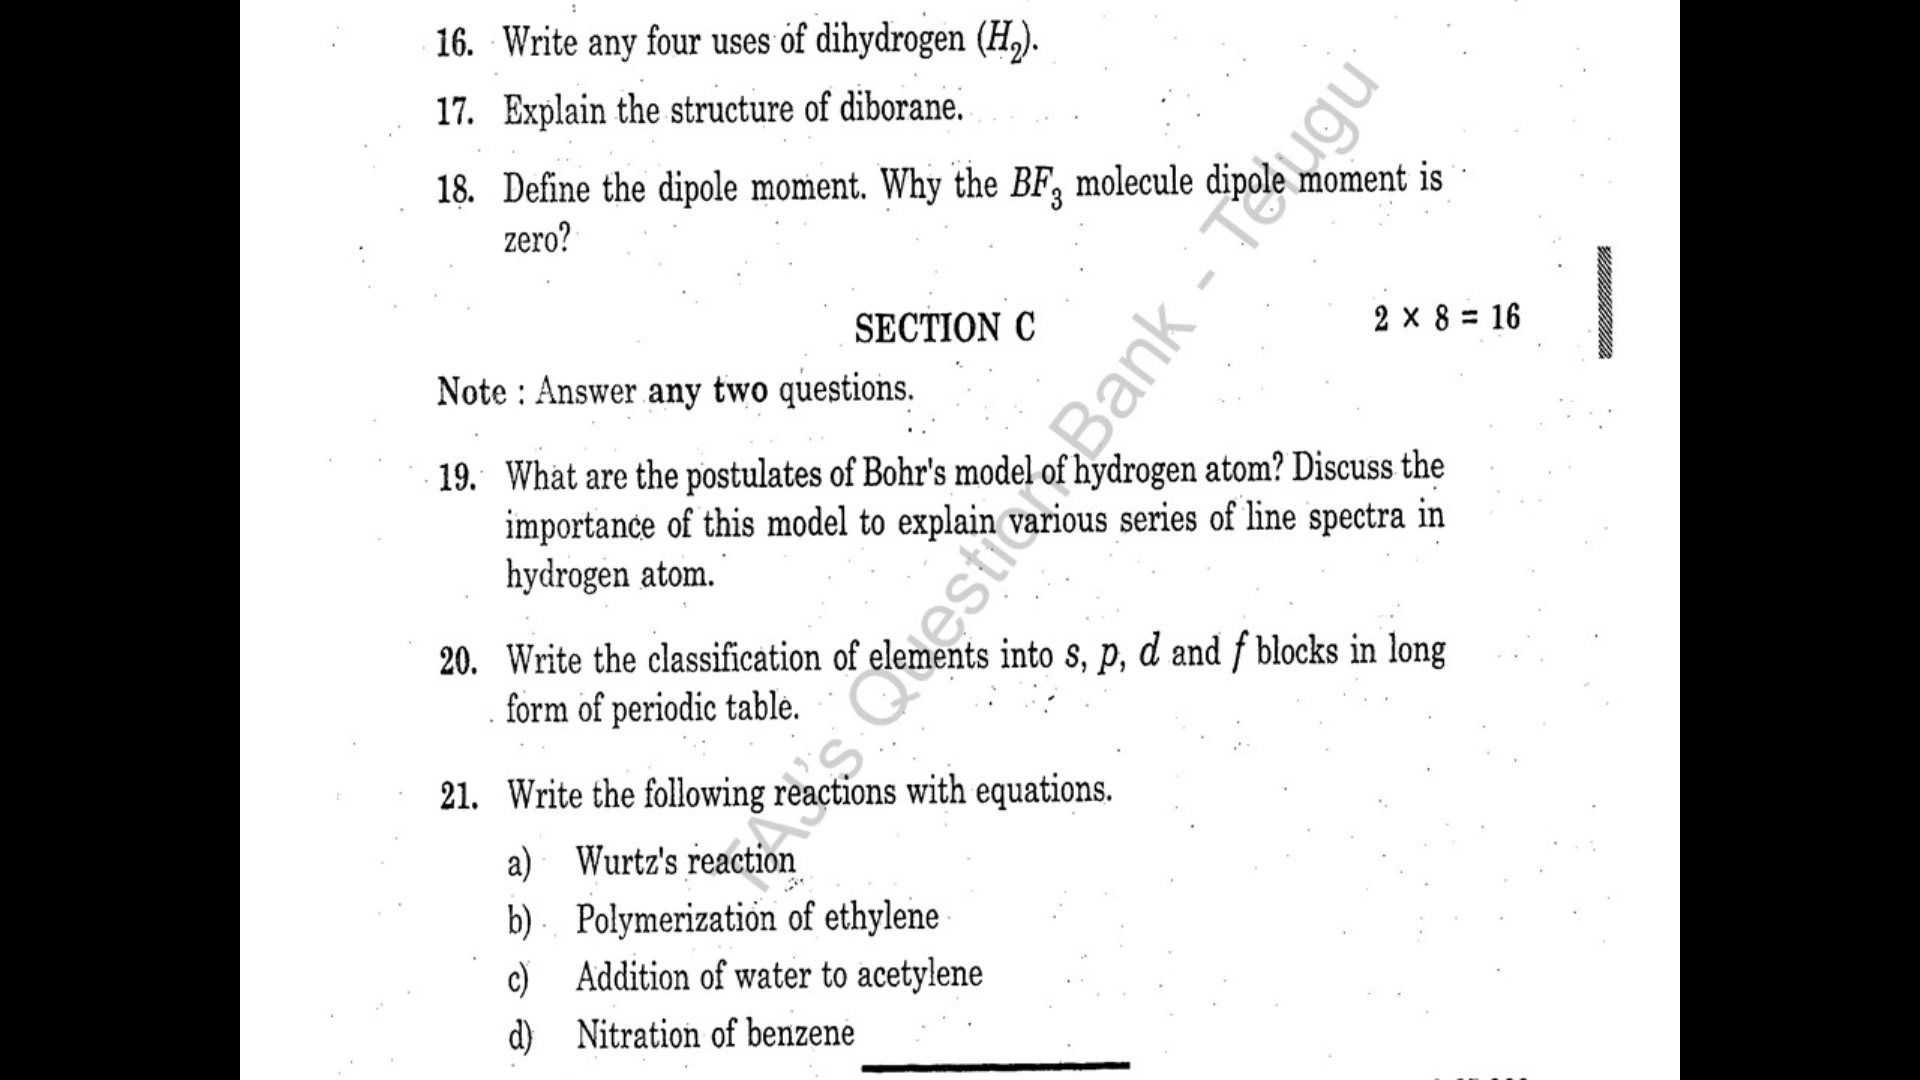 16. Write any four uses of dihydrogen (H₂).
17. Explain the structure of diborane.
18. Define the dipole moment. Why the BF₃ molecule dipole moment is
zero?
SECTION C
2 × 8 = 16
Note : Answer any two questions.
19. What are the postulates of Bohr's model of hydrogen atom? Discuss the
importance of this model to explain various series of line spectra in
hydrogen atom.
20. Write the classification of elements into s, p, d and f blocks in long
form of periodic table.
21. Write the following reactions with equations.
a) Wurtz's reaction
b) Polymerization of ethylene
c) Addition of water to acetylene
d) Nitration of benzene
TAJ's Question Bank - Telugu